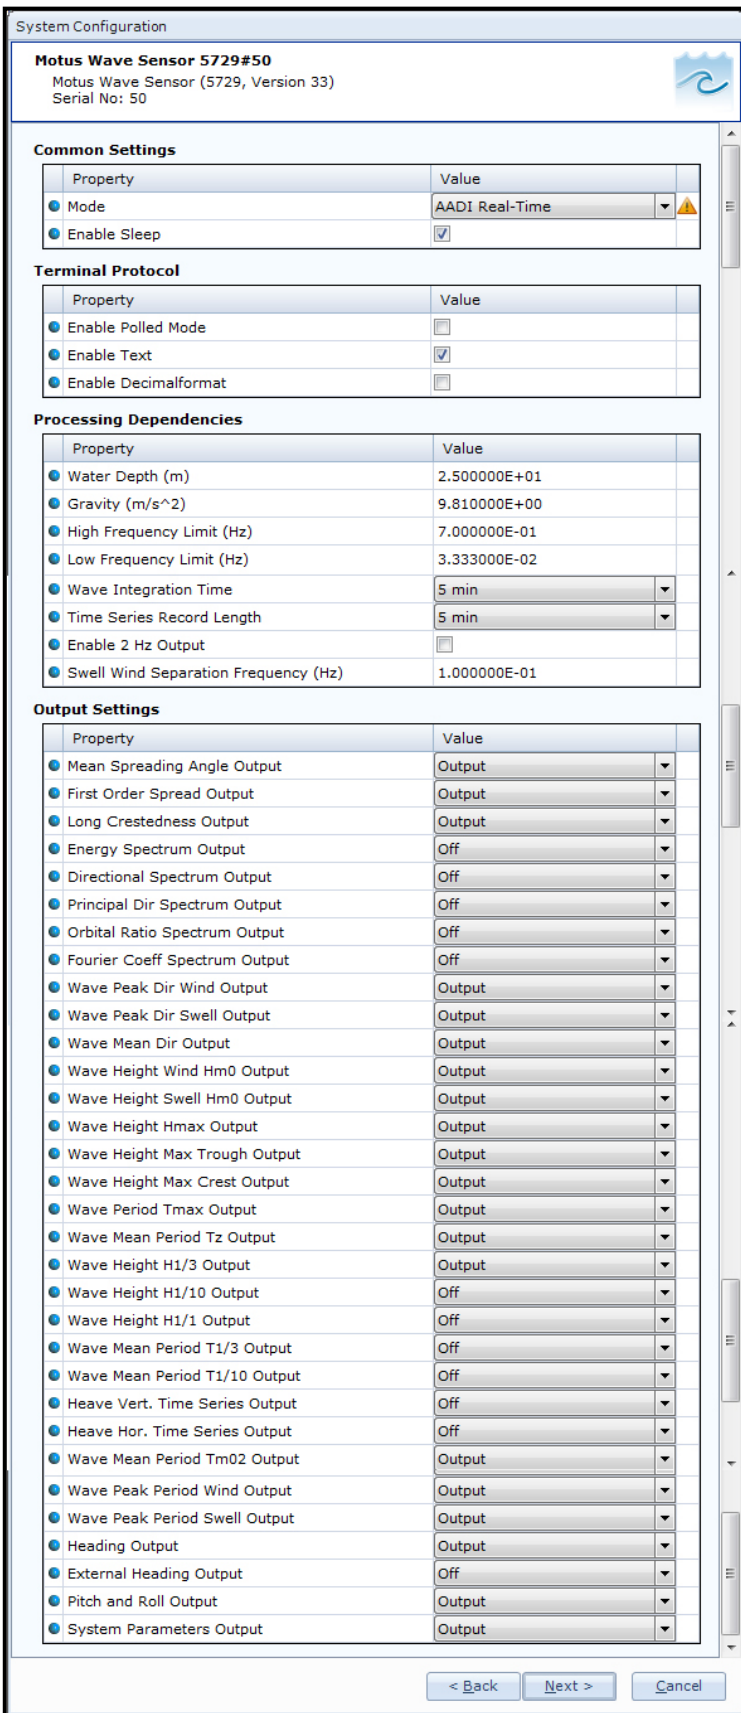 System Configuration
Motus Wave Sensor 5729#50
Motus Wave Sensor (5729, Version 33)
Serial No: 50
Common Settings
Property Value
Mode AADI Real-Time
Enable Sleep
Terminal Protocol
Property Value
Enable Polled Mode
Enable Text
Enable Decimalformat
Processing Dependencies
Property Value
Water Depth (m) 2.500000E+01
Gravity (m/s^2) 9.810000E+00
High Frequency Limit (Hz) 7.000000E-01
Low Frequency Limit (Hz) 3.333000E-02
Wave Integration Time 5 min
Time Series Record Length 5 min
Enable 2 Hz Output
Swell Wind Separation Frequency (Hz) 1.000000E-01
Output Settings
Property Value
Mean Spreading Angle Output Output
First Order Spread Output Output
Long Crestedness Output Output
Energy Spectrum Output Off
Directional Spectrum Output Off
Principal Dir Spectrum Output Off
Orbital Ratio Spectrum Output Off
Fourier Coeff Spectrum Output Off
Wave Peak Dir Wind Output Output
Wave Peak Dir Swell Output Output
Wave Mean Dir Output Output
Wave Height Wind Hm0 Output Output
Wave Height Swell Hm0 Output Output
Wave Height Hmax Output Output
Wave Height Max Trough Output Output
Wave Height Max Crest Output Output
Wave Period Tmax Output Output
Wave Mean Period Tz Output Output
Wave Height H1/3 Output Output
Wave Height H1/10 Output Off
Wave Height H1/1 Output Off
Wave Mean Period T1/3 Output Off
Wave Mean Period T1/10 Output Off
Heave Vert. Time Series Output Off
Heave Hor. Time Series Output Off
Wave Mean Period Tm02 Output Output
Wave Peak Period Wind Output Output
Wave Peak Period Swell Output Output
Heading Output Output
External Heading Output Off
Pitch and Roll Output Output
System Parameters Output Output
< Back Next > Cancel